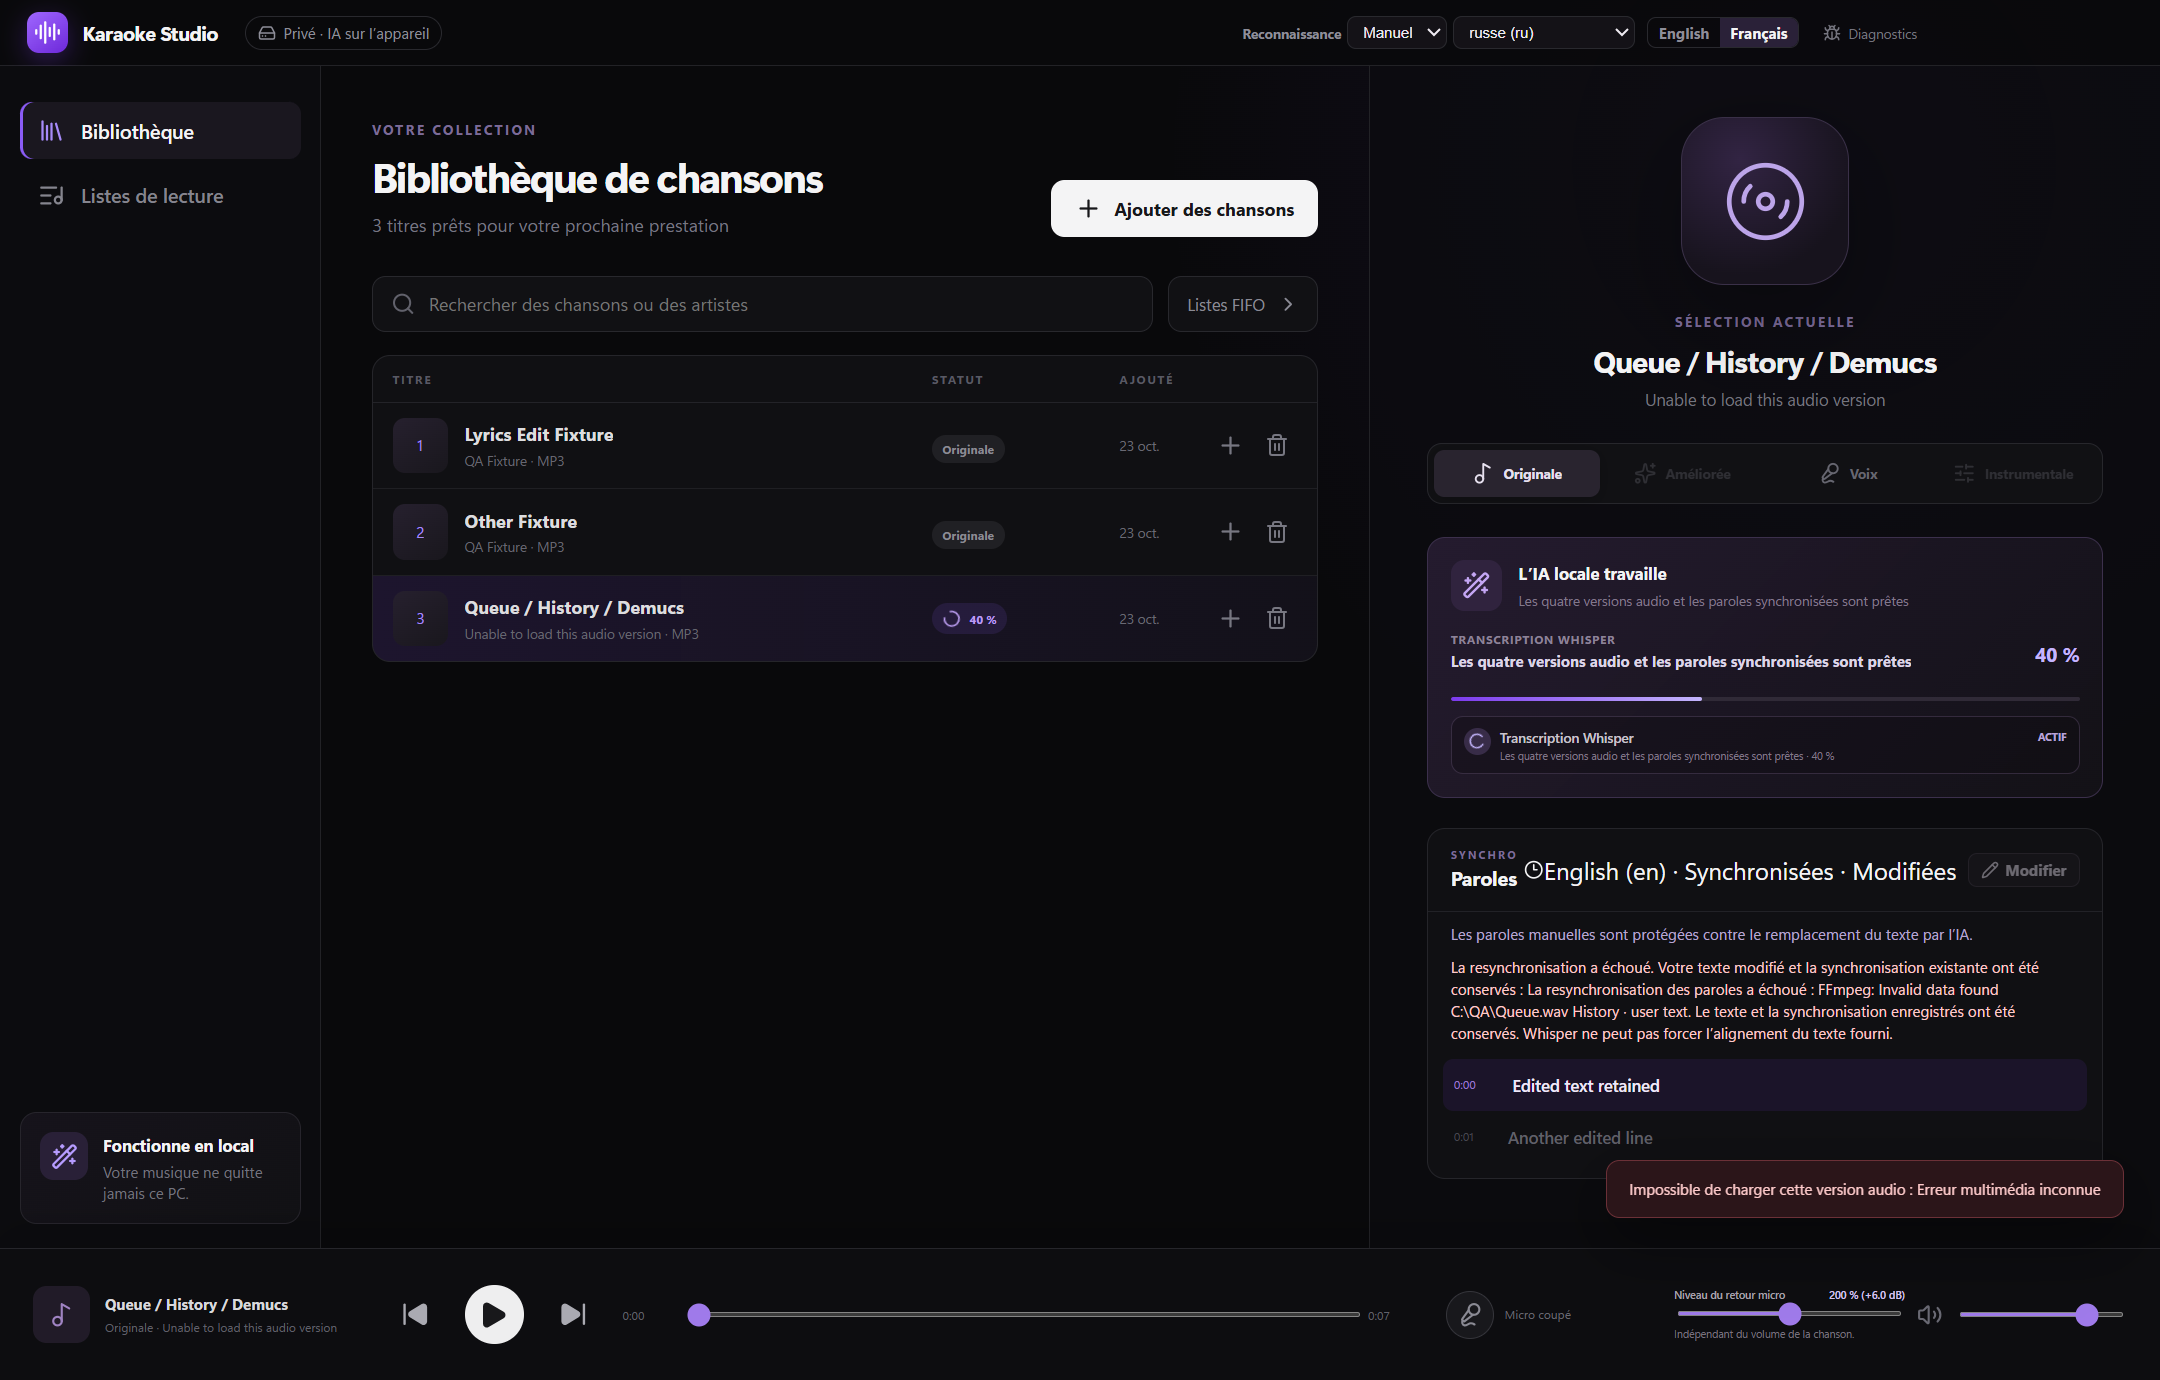 Karaoke Studio
Privé · IA sur l’appareil
Reconnaissance
Manuel
russe (ru)
English
Français
Diagnostics
Bibliothèque
Listes de lecture
VOTRE COLLECTION
Bibliothèque de chansons
3 titres prêts pour votre prochaine prestation
Ajouter des chansons
Rechercher des chansons ou des artistes
Listes FIFO
TITRE
STATUT
AJOUTÉ
1
Lyrics Edit Fixture
QA Fixture · MP3
Originale
23 oct.
2
Other Fixture
QA Fixture · MP3
Originale
23 oct.
3
Queue / History / Demucs
Unable to load this audio version · MP3
40 %
23 oct.
SÉLECTION ACTUELLE
Queue / History / Demucs
Unable to load this audio version
Originale
Améliorée
Voix
Instrumentale
L’IA locale travaille
Les quatre versions audio et les paroles synchronisées sont prêtes
TRANSCRIPTION WHISPER
Les quatre versions audio et les paroles synchronisées sont prêtes
40 %
Transcription Whisper
ACTIF
Les quatre versions audio et les paroles synchronisées sont prêtes · 40 %
SYNCHRO
Paroles
English (en) · Synchronisées · Modifiées
Modifier
Les paroles manuelles sont protégées contre le remplacement du texte par l’IA.
La resynchronisation a échoué. Votre texte modifié et la synchronisation existante ont été
conservés : La resynchronisation des paroles a échoué : FFmpeg: Invalid data found
C:\QA\Queue.wav History · user text. Le texte et la synchronisation enregistrés ont été
conservés. Whisper ne peut pas forcer l’alignement du texte fourni.
0:00
Edited text retained
0:01
Another edited line
Impossible de charger cette version audio : Erreur multimédia inconnue
Fonctionne en local
Votre musique ne quitte
jamais ce PC.
Queue / History / Demucs
Originale · Unable to load this audio version
0:00
0:07
Micro coupé
Niveau du retour micro
200 % (+6.0 dB)
Indépendant du volume de la chanson.